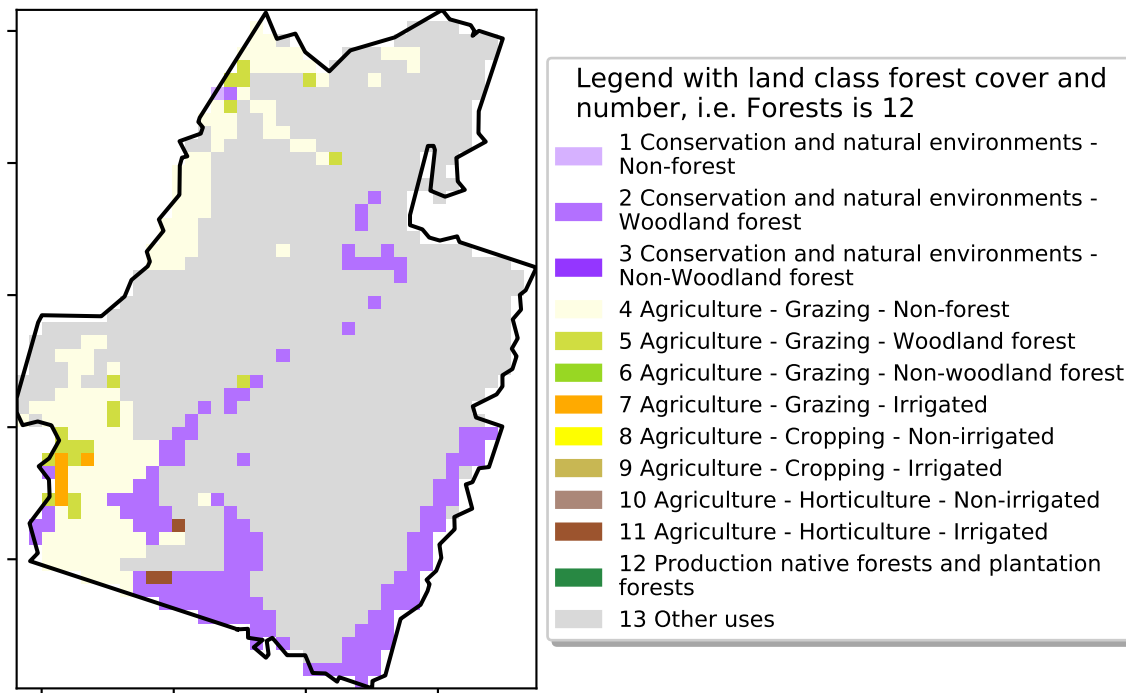 Legend with land class forest cover and
number, i.e. Forests is 12
1 Conservation and natural environments -
Non-forest
2 Conservation and natural environments -
Woodland forest
3 Conservation and natural environments -
Non-Woodland forest
4 Agriculture - Grazing - Non-forest
5 Agriculture - Grazing - Woodland forest
6 Agriculture - Grazing - Non-woodland forest
7 Agriculture - Grazing - Irrigated
8 Agriculture - Cropping - Non-irrigated
9 Agriculture - Cropping - Irrigated
10 Agriculture - Horticulture - Non-irrigated
11 Agriculture - Horticulture - Irrigated
12 Production native forests and plantation
forests
13 Other uses